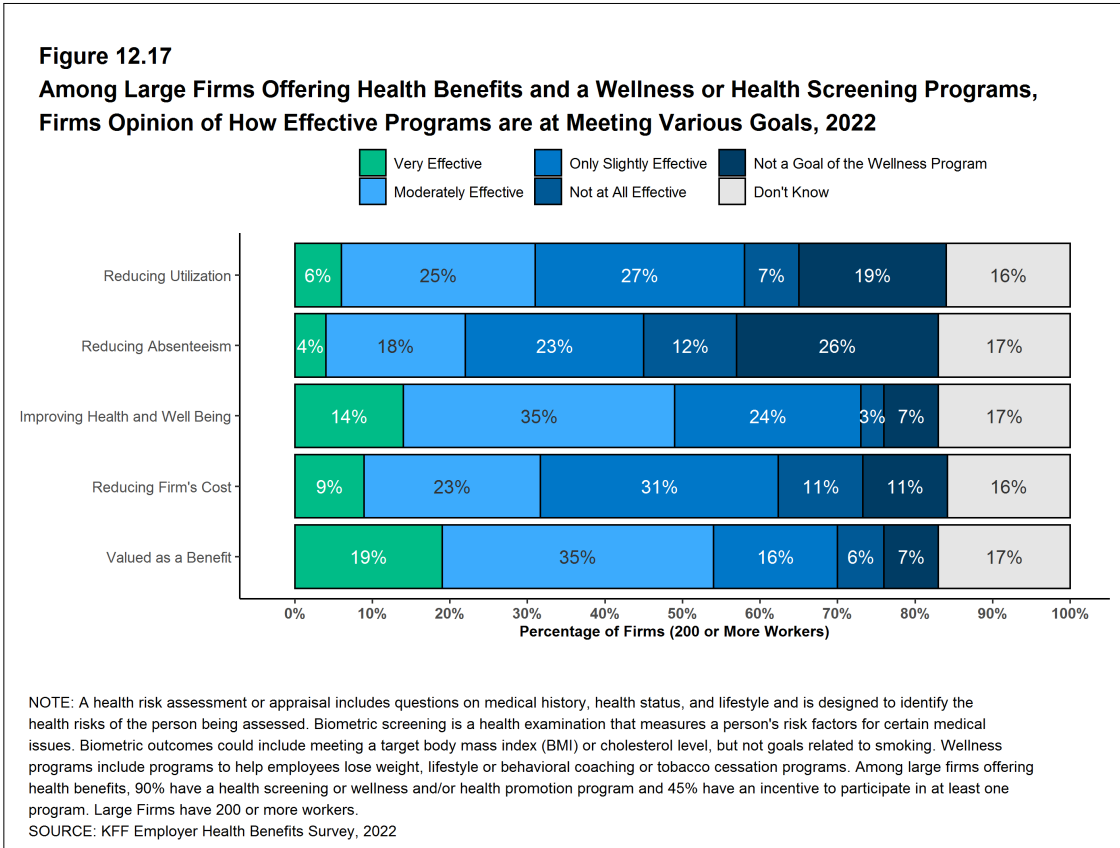 Figure 12.17
Among Large Firms Offering Health Benefits and a Wellness or Health Screening Programs,
Firms Opinion of How Effective Programs are at Meeting Various Goals, 2022
Very Effective
Only Slightly Effective
Not a Goal of the Wellness Program
Moderately Effective
Not at All Effective
Don't Know
Reducing Utilization
6%
25%
27%
7%
19%
16%
Reducing Absenteeism
4%
18%
23%
12%
26%
17%
Improving Health and Well Being
14%
35%
24%
3%
7%
17%
Reducing Firm's Cost
9%
23%
31%
11%
11%
16%
Valued as a Benefit
19%
35%
16%
6%
7%
17%
0%
10%
20%
30%
40%
50%
60%
70%
80%
90%
100%
Percentage of Firms (200 or More Workers)
NOTE: A health risk assessment or appraisal includes questions on medical history, health status, and lifestyle and is designed to identify the
health risks of the person being assessed. Biometric screening is a health examination that measures a person's risk factors for certain medical
issues. Biometric outcomes could include meeting a target body mass index (BMI) or cholesterol level, but not goals related to smoking. Wellness
programs include programs to help employees lose weight, lifestyle or behavioral coaching or tobacco cessation programs. Among large firms offering
health benefits, 90% have a health screening or wellness and/or health promotion program and 45% have an incentive to participate in at least one
program. Large Firms have 200 or more workers.
SOURCE: KFF Employer Health Benefits Survey, 2022